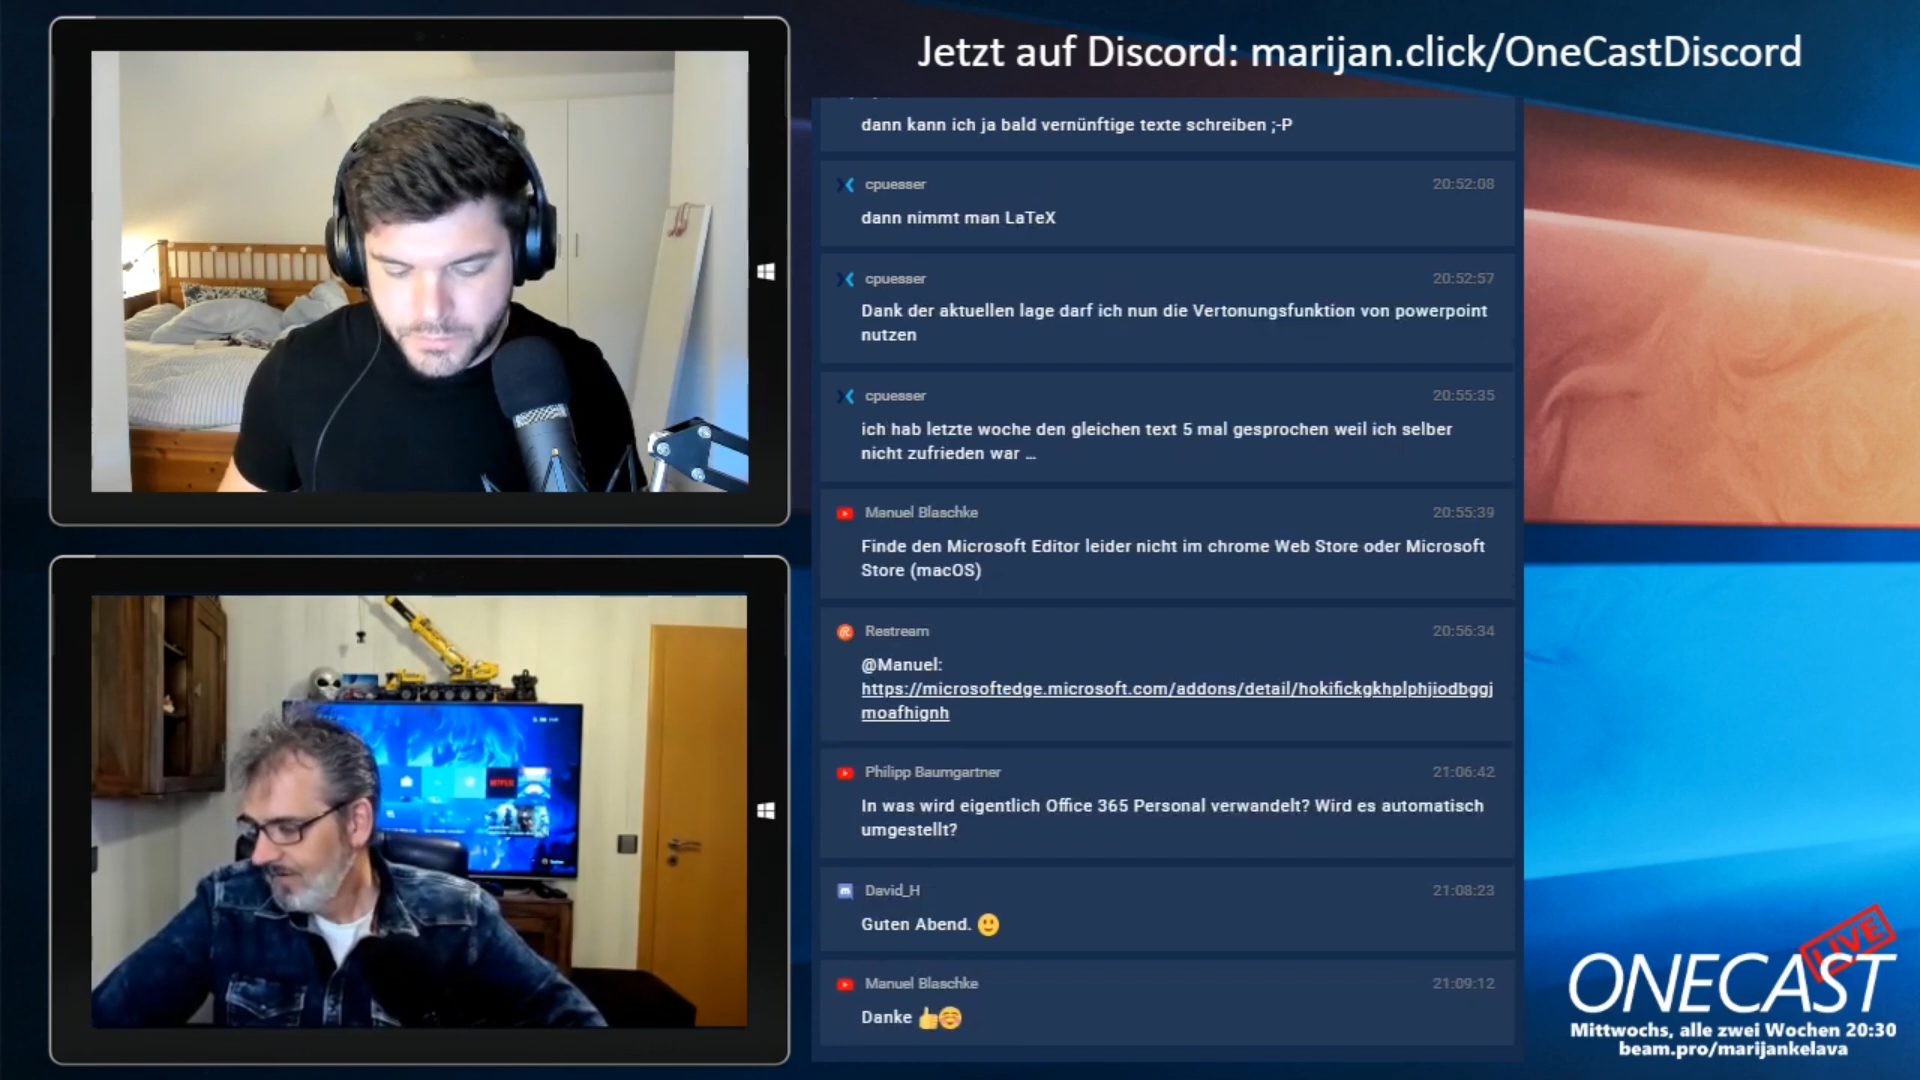 Jetzt auf Discord: marijan.click/OneCastDiscord
dann kann ich ja bald vernünftige texte schreiben ;-P
cpuesser 20:52:08
dann nimmt man LaTeX
cpuesser 20:52:57
Dank der aktuellen lage darf ich nun die Vertonungsfunktion von powerpoint
nutzen
cpuesser 20:55:35
ich hab letzte woche den gleichen text 5 mal gesprochen weil ich selber
nicht zufrieden war ...
Manuel Blaschke 20:55:39
Finde den Microsoft Editor leider nicht im chrome Web Store oder Microsoft
Store (macOS)
Restream 20:56:34
@Manuel:
https://microsoftedge.microsoft.com/addons/detail/hokifickgkhplphjiodbggj
moafhignh
Philipp Baumgartner 21:06:42
In was wird eigentlich Office 365 Personal verwandelt? Wird es automatisch
umgestellt?
David_H 21:08:23
Guten Abend. 🙂
Manuel Blaschke 21:09:12
Danke 👍☺️
NETFLIX
LIVE
ONECAST
Mittwochs, alle zwei Wochen 20:30
beam.pro/marijankelava